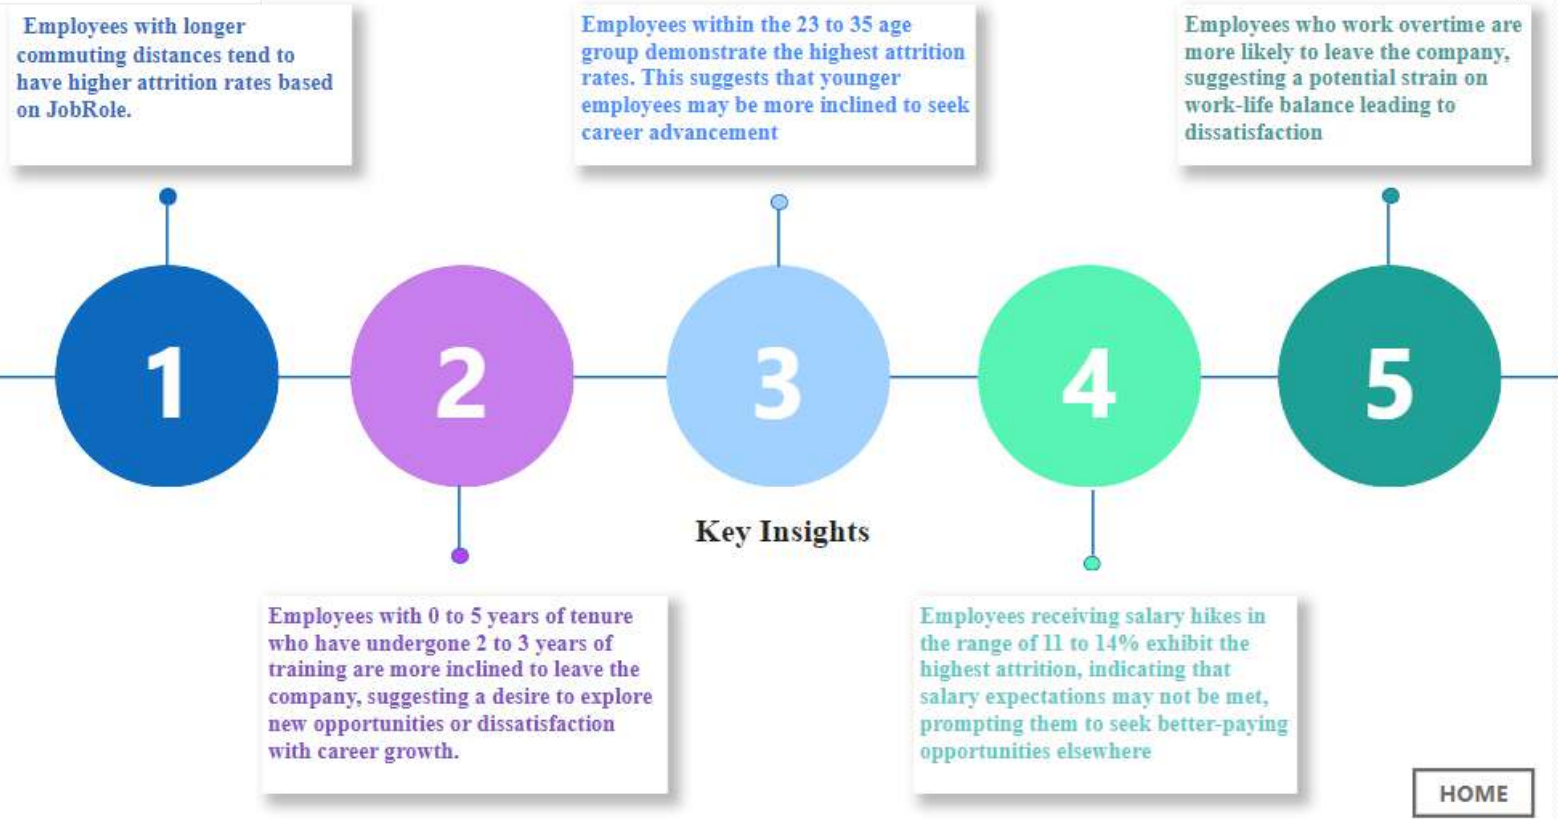 Employees with longer
commuting distances tend to
have higher attrition rates based
on JobRole.
Employees within the 23 to 35 age
group demonstrate the highest attrition
rates. This suggests that younger
employees may be more inclined to seek
career advancement
Employees who work overtime are
more likely to leave the company,
suggesting a potential strain on
work-life balance leading to
dissatisfaction
1
2
3
4
5
Key Insights
Employees with 0 to 5 years of tenure
who have undergone 2 to 3 years of
training are more inclined to leave the
company, suggesting a desire to explore
new opportunities or dissatisfaction
with career growth.
Employees receiving salary hikes in
the range of 11 to 14% exhibit the
highest attrition, indicating that
salary expectations may not be met,
prompting them to seek better-paying
opportunities elsewhere
HOME